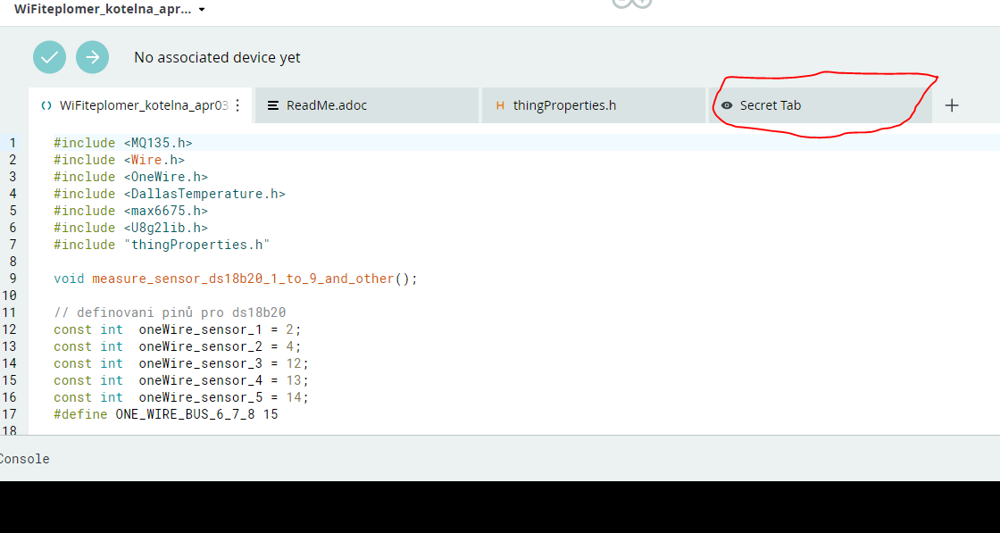 WiFiteplomer_kotelna_apr...
No associated device yet
WiFiteplomer_kotelna_apr03
ReadMe.adoc
H thingProperties.h
Secret Tab
1 #include <MQ135.h>
2 #include <Wire.h>
3 #include <OneWire.h>
4 #include <DallasTemperature.h>
5 #include <max6675.h>
6 #include <U8g2lib.h>
7 #include "thingProperties.h"
8
9 void measure_sensor_ds18b20_1_to_9_and_other();
10
11 // definovani pinů pro ds18b20
12 const int  oneWire_sensor_1 = 2;
13 const int  oneWire_sensor_2 = 4;
14 const int  oneWire_sensor_3 = 12;
15 const int  oneWire_sensor_4 = 13;
16 const int  oneWire_sensor_5 = 14;
17 #define ONE_WIRE_BUS_6_7_8 15
18
Console